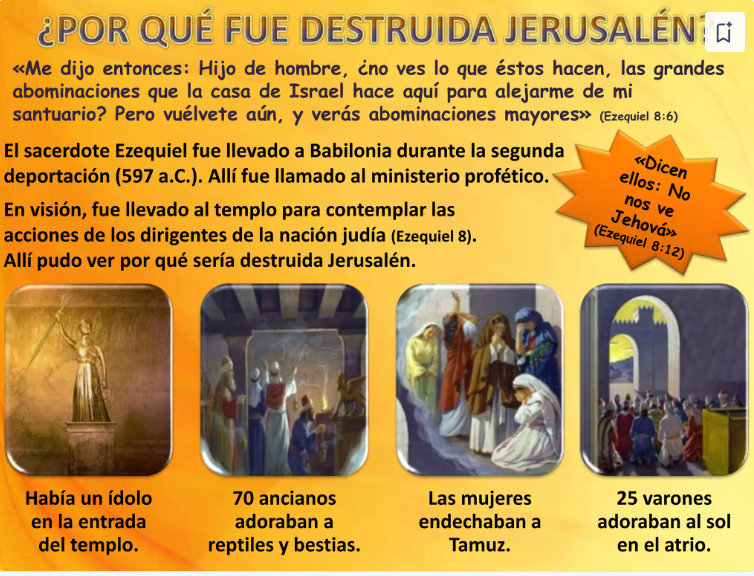 ¿POR QUÉ FUE DESTRUIDA JERUSALÉN?
«Me dijo entonces: Hijo de hombre, ¿no ves lo que éstos hacen, las grandes
abominaciones que la casa de Israel hace aquí para alejarme de mi
santuario? Pero vuélvete aún, y verás abominaciones mayores» (Ezequiel 8:6)
El sacerdote Ezequiel fue llevado a Babilonia durante la segunda
deportación (597 a.C.). Allí fue llamado al ministerio profético.
«Dicen
ellos: No
nos ve
Jehová»
(Ezequiel 8:12)
En visión, fue llevado al templo para contemplar las
acciones de los dirigentes de la nación judía (Ezequiel 8).
Allí pudo ver por qué sería destruida Jerusalén.
Había un ídolo
en la entrada
del templo.
70 ancianos
adoraban a
reptiles y bestias.
Las mujeres
endechaban a
Tamuz.
25 varones
adoraban al sol
en el atrio.